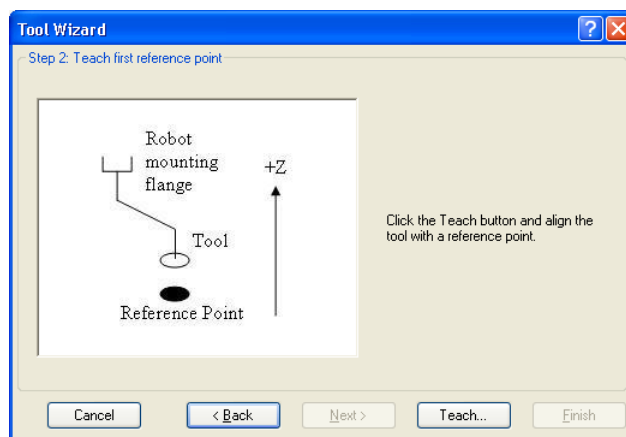 Tool Wizard
Step 2: Teach first reference point
Robot
mounting
flange
+Z
Tool
Reference Point
Click the Teach button and align the
tool with a reference point.
Cancel
< Back
Next >
Teach...
Finish